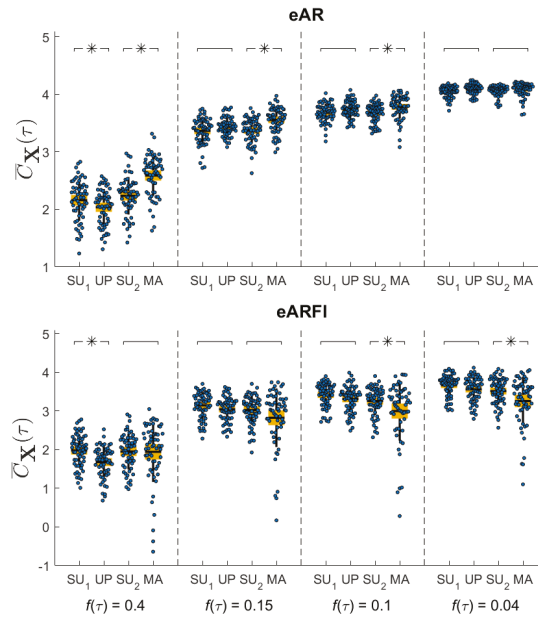 eAR
5
4
3
2
1
C̅X(τ)
* * * *
SU1 UP SU2 MA SU1 UP SU2 MA SU1 UP SU2 MA SU1 UP SU2 MA
eARFI
5
4
3
2
1
0
-1
C̅X(τ)
* * *
SU1 UP SU2 MA SU1 UP SU2 MA SU1 UP SU2 MA SU1 UP SU2 MA
f(τ) = 0.4 f(τ) = 0.15 f(τ) = 0.1 f(τ) = 0.04